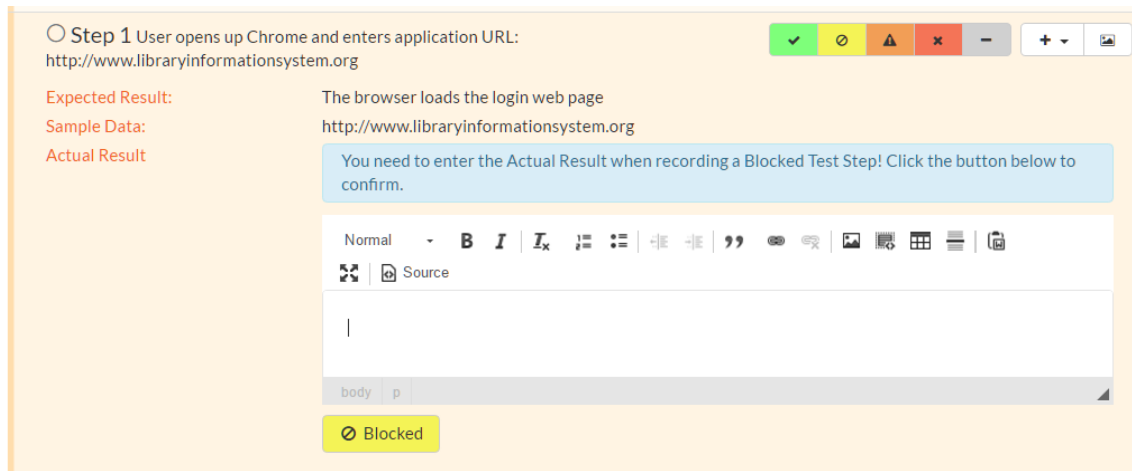 Step 1 User opens up Chrome and enters application URL:
http://www.libraryinformationsystem.org
Expected Result:
The browser loads the login web page
Sample Data:
http://www.libraryinformationsystem.org
Actual Result
You need to enter the Actual Result when recording a Blocked Test Step! Click the button below to
confirm.
Normal
B I Ix
Source
body p
Blocked